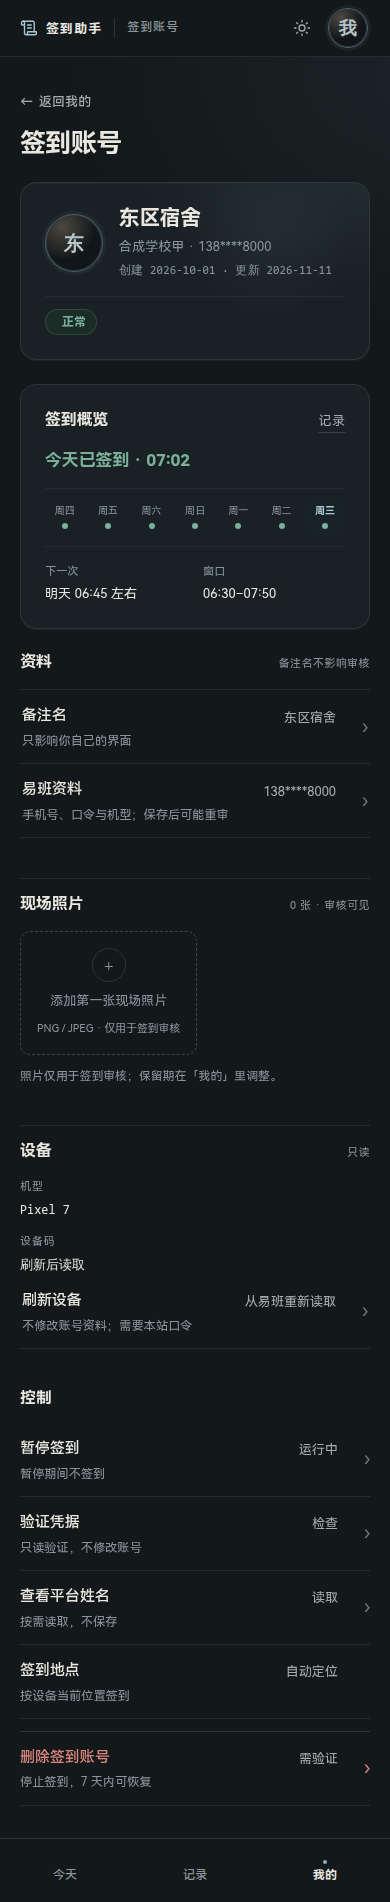 签到助手 签到账号 我
← 返回我的
签到账号
东
东区宿舍
合成学校甲 · 138****8000
创建 2026-10-01 · 更新 2026-11-11
正常
签到概览 记录
今天已签到 · 07:02
周四 周五 周六 周日 周一 周二 周三
下一次 窗口
明天 06:45 左右 06:30–07:50
资料 备注名不影响审核
备注名 东区宿舍
只影响你自己的界面
易班资料 138****8000
手机号、口令与机型；保存后可能重审
现场照片 0 张 · 审核可见
+
添加第一张现场照片
PNG / JPEG · 仅用于签到审核
照片仅用于签到审核；保留期在「我的」里调整。
设备 只读
机型
Pixel 7
设备码
刷新后读取
刷新设备 从易班重新读取
不修改账号资料；需要本站口令
控制
暂停签到 运行中
暂停期间不签到
验证凭据 检查
只读验证，不修改账号
查看平台姓名 读取
按需读取，不保存
签到地点 自动定位
按设备当前位置签到
删除签到账号 需验证
停止签到，7 天内可恢复
今天 记录 我的